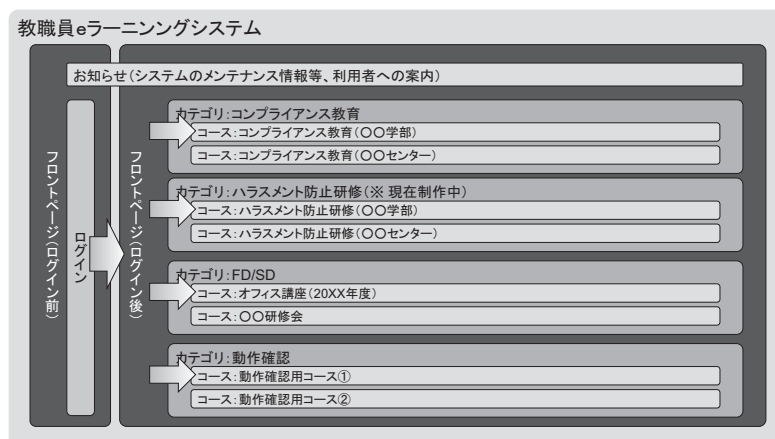 教職員eラーニンングシステム
お知らせ(システムのメンテナンス情報等、利用者への案内)
フロントページ(ログイン前)
ログイン
フロントページ(ログイン後)
カテゴリ:コンプライアンス教育
コース:コンプライアンス教育(〇〇学部)
コース:コンプライアンス教育(〇〇センター)
カテゴリ:ハラスメント防止研修(※ 現在制作中)
コース:ハラスメント防止研修(〇〇学部)
コース:ハラスメント防止研修(〇〇センター)
カテゴリ:FD/SD
コース:オフィス講座(20XX年度)
コース:〇〇研修会
カテゴリ:動作確認
コース:動作確認用コース①
コース:動作確認用コース②